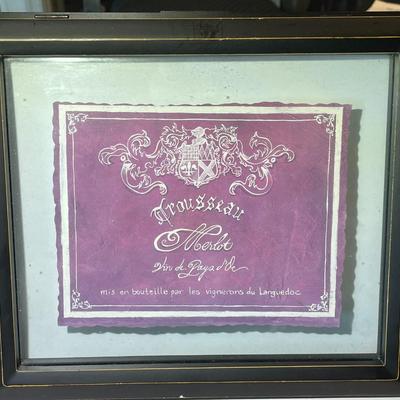 Trousseau
Merlot
Vin de Pays d'Oc
mis en bouteille par les vignerons du Languedoc